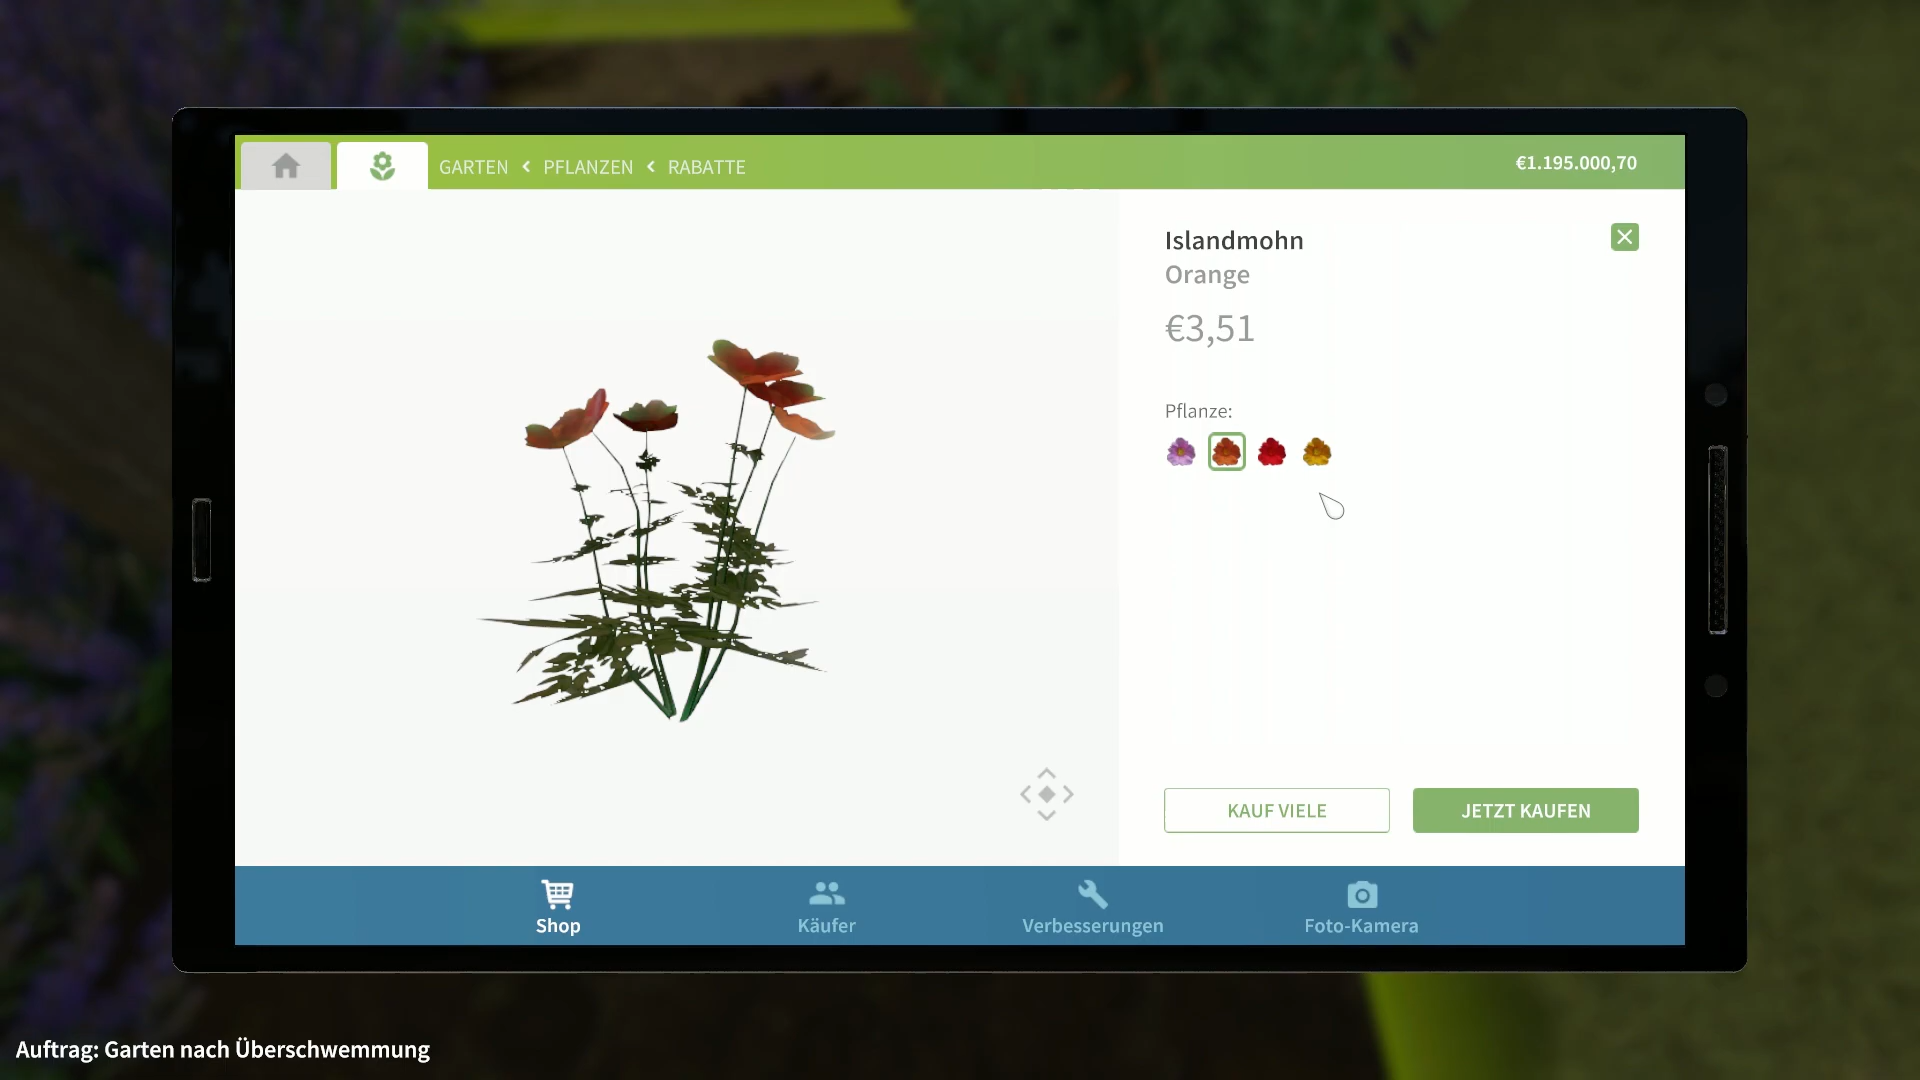 GARTEN < PFLANZEN < RABATTE
€1.195.000,70
Islandmohn
Orange
€3,51
Pflanze:
KAUF VIELE
JETZT KAUFEN
Shop
Käufer
Verbesserungen
Foto-Kamera
Auftrag: Garten nach Überschwemmung